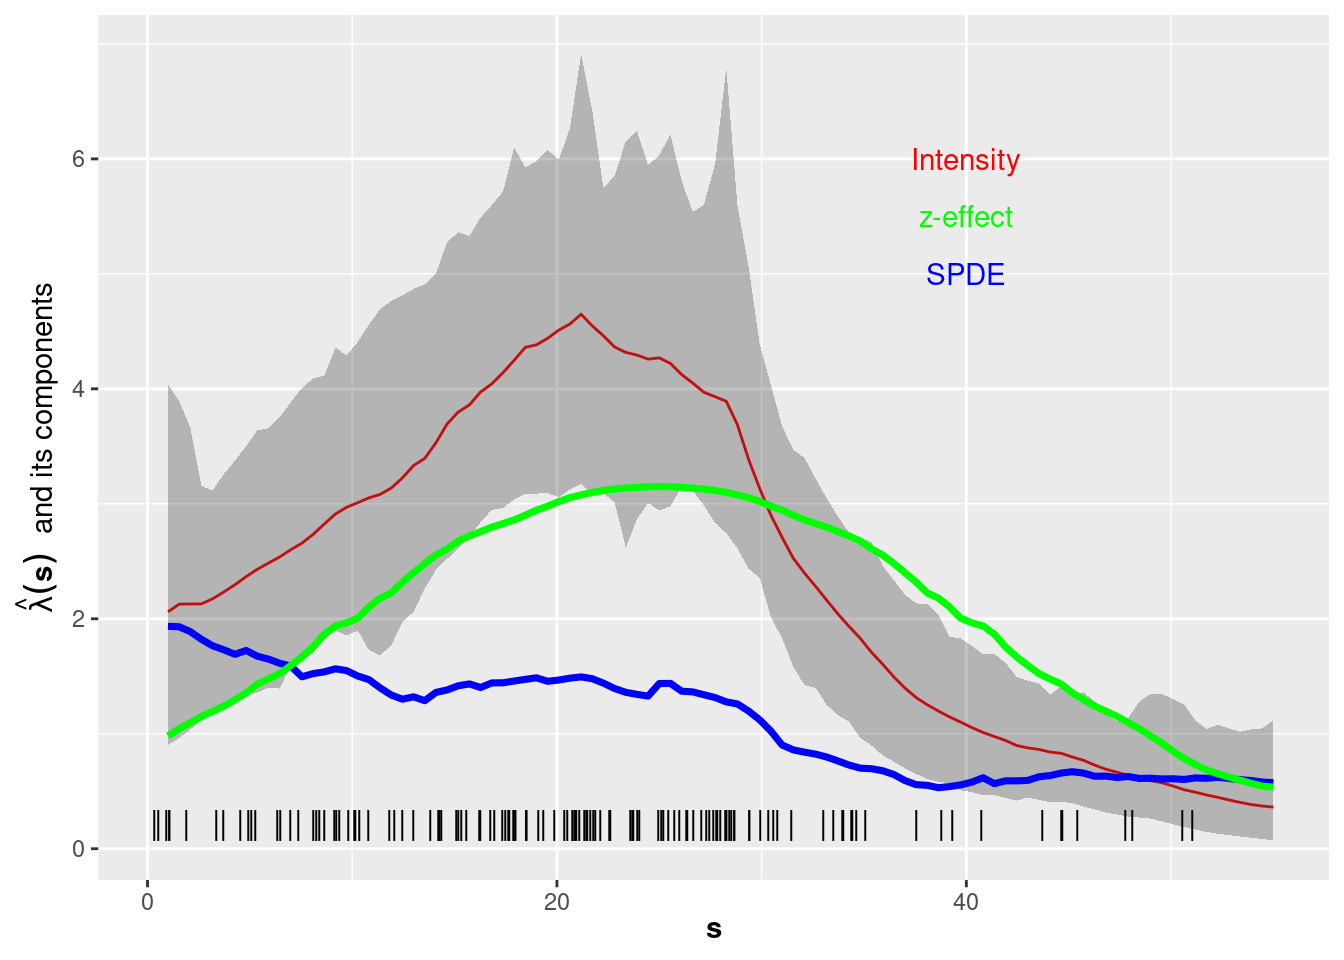 Intensity
z-effect
SPDE
λ̂(s) and its components
6
4
2
0
0 20 40
s